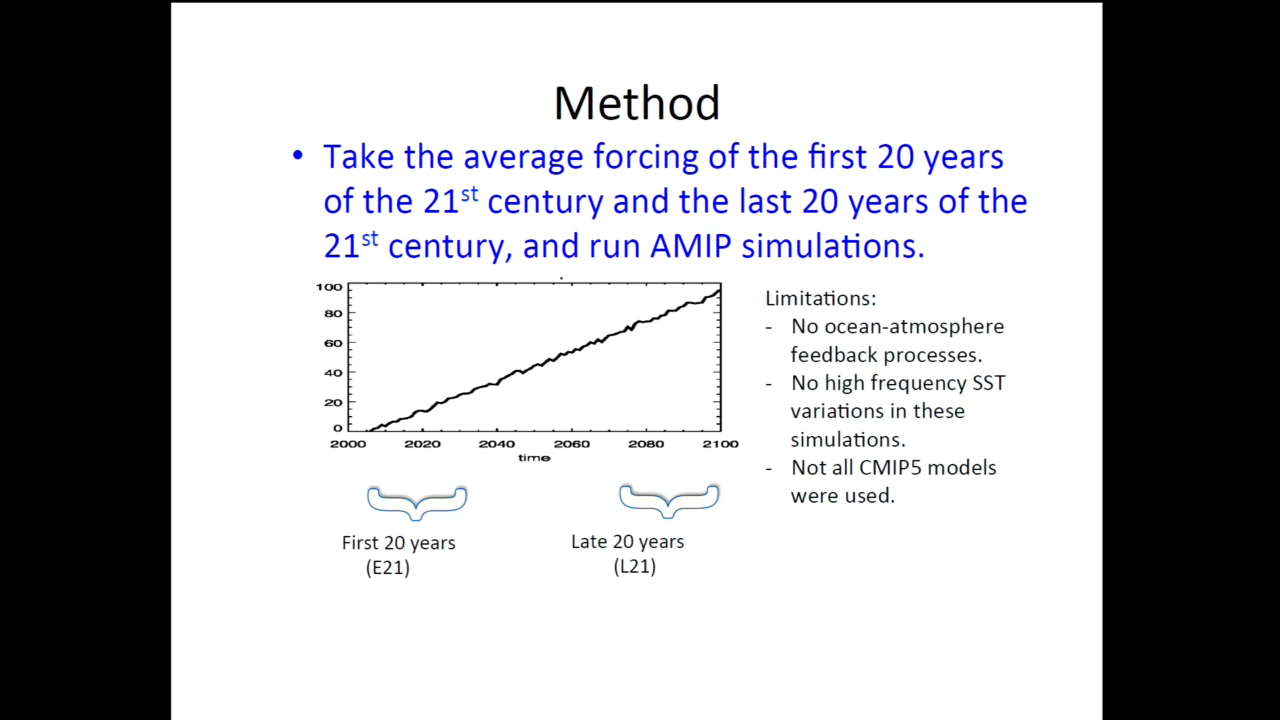 Method
• Take the average forcing of the first 20 years
of the 21st century and the last 20 years of the
21st century, and run AMIP simulations.
100
80
60
40
20
0
2000 2020 2040 2060 2080 2100
time
First 20 years
(E21)
Late 20 years
(L21)
Limitations:
- No ocean-atmosphere
feedback processes.
- No high frequency SST
variations in these
simulations.
- Not all CMIP5 models
were used.